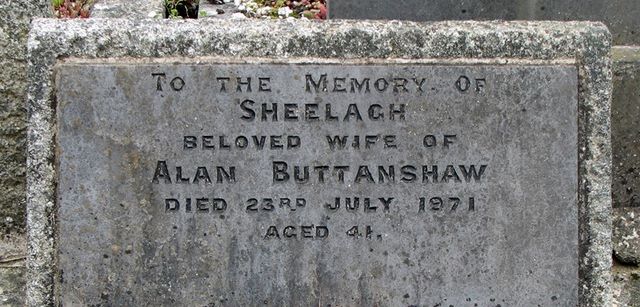 To the Memory of
Sheelagh
beloved wife of
Alan Buttanshaw
died 23rd July 1971
aged 41.